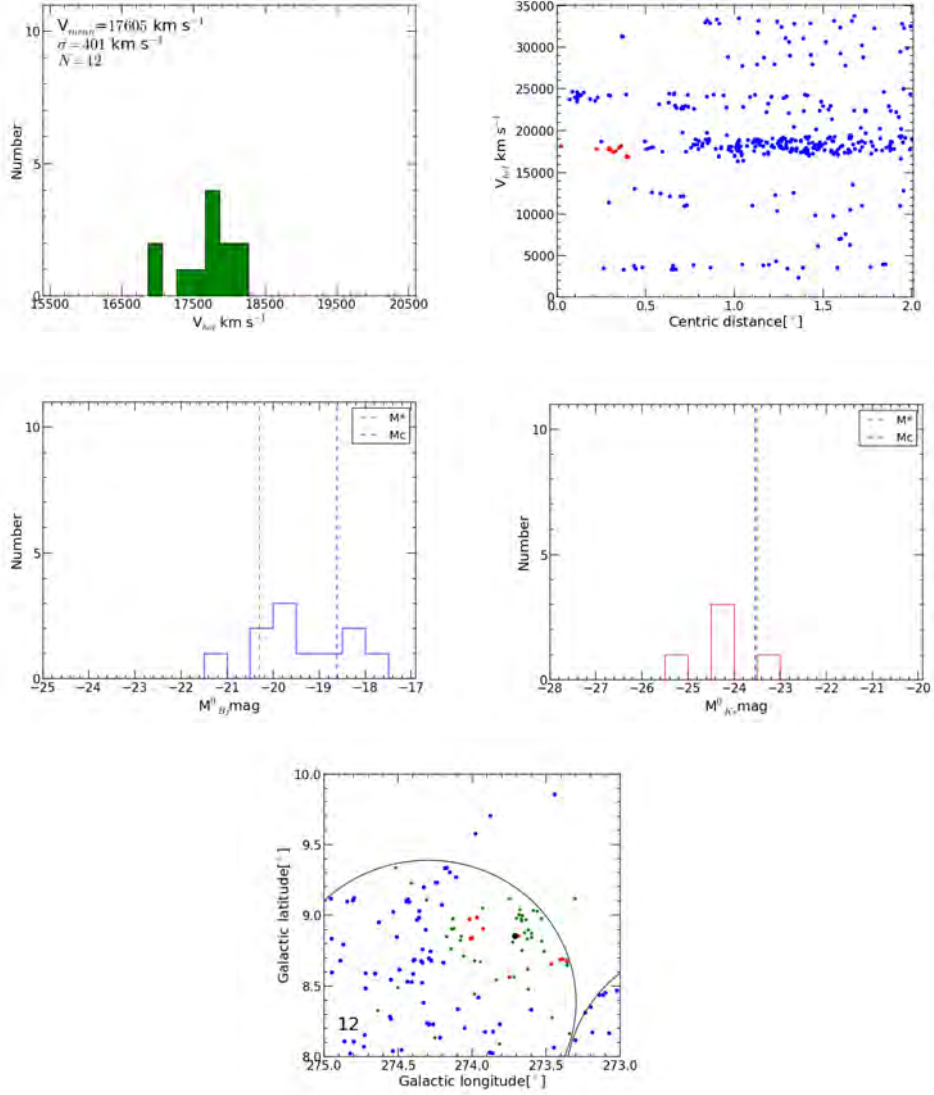 V_mean=17605 km s⁻¹
σ=401 km s⁻¹
N=12
10
5
0
Number
15500 16500 17500 18500 19500 20500
V_hel km s⁻¹
35000
30000
25000
20000
15000
10000
5000
0
V_hel km s⁻¹
0.0 0.5 1.0 1.5 2.0
Centric distance[°]
M*
Mc
10
5
0
Number
−25 −24 −23 −22 −21 −20 −19 −18 −17
M⁰_BJ mag
M*
Mc
10
5
0
Number
−28 −27 −26 −25 −24 −23 −22 −21 −20
M⁰_Ks mag
10.0
9.5
9.0
8.5
8.0
Galactic latitude[°]
12
275.0 274.5 274.0 273.5 273.0
Galactic longitude[°]